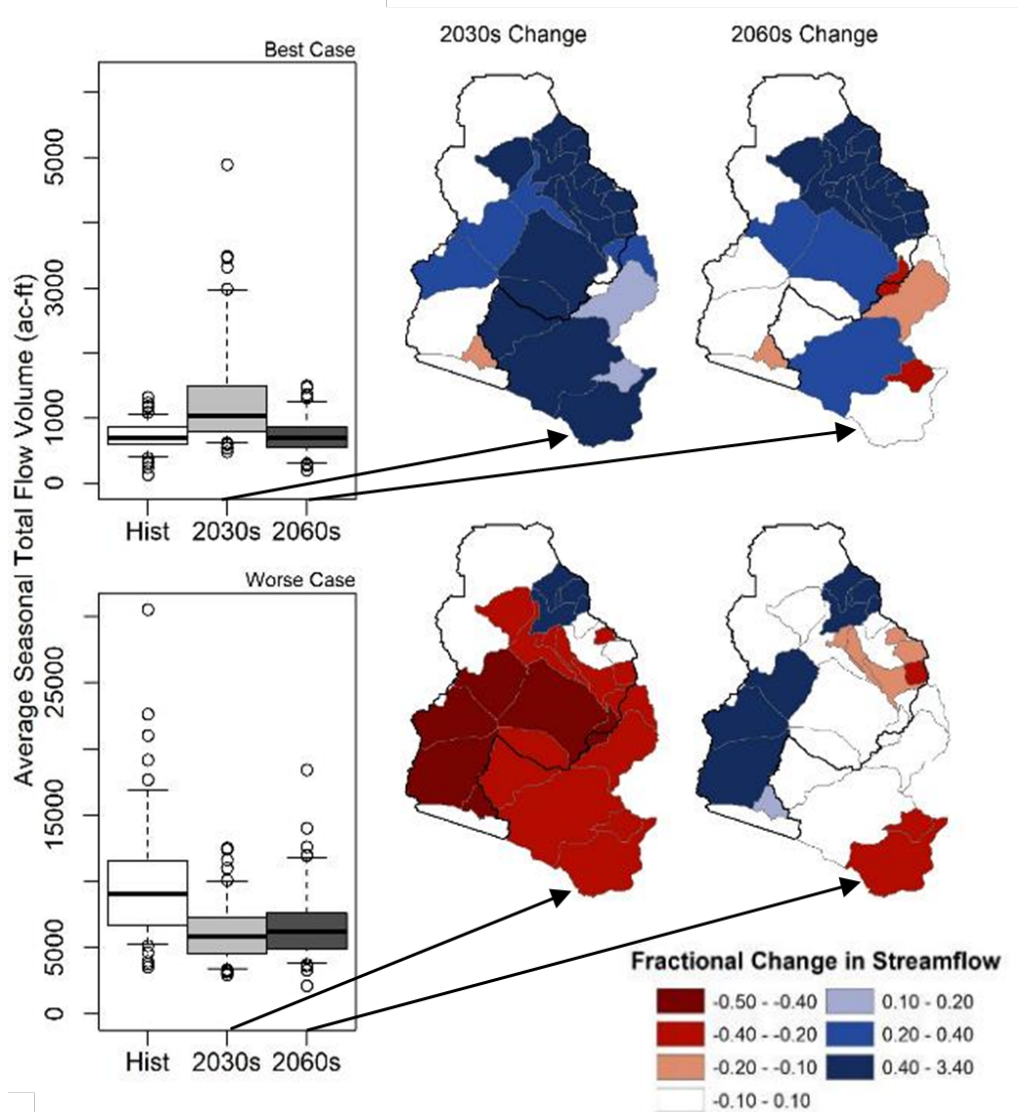 2030s Change
2060s Change
Best Case
Average Seasonal Total Flow Volume (ac-ft)
5000
3000
1000
0
Hist
2030s
2060s
Worse Case
25000
15000
5000
0
Hist
2030s
2060s
Fractional Change in Streamflow
-0.50 - -0.40
0.10 - 0.20
-0.40 - -0.20
0.20 - 0.40
-0.20 - -0.10
0.40 - 3.40
-0.10 - 0.10